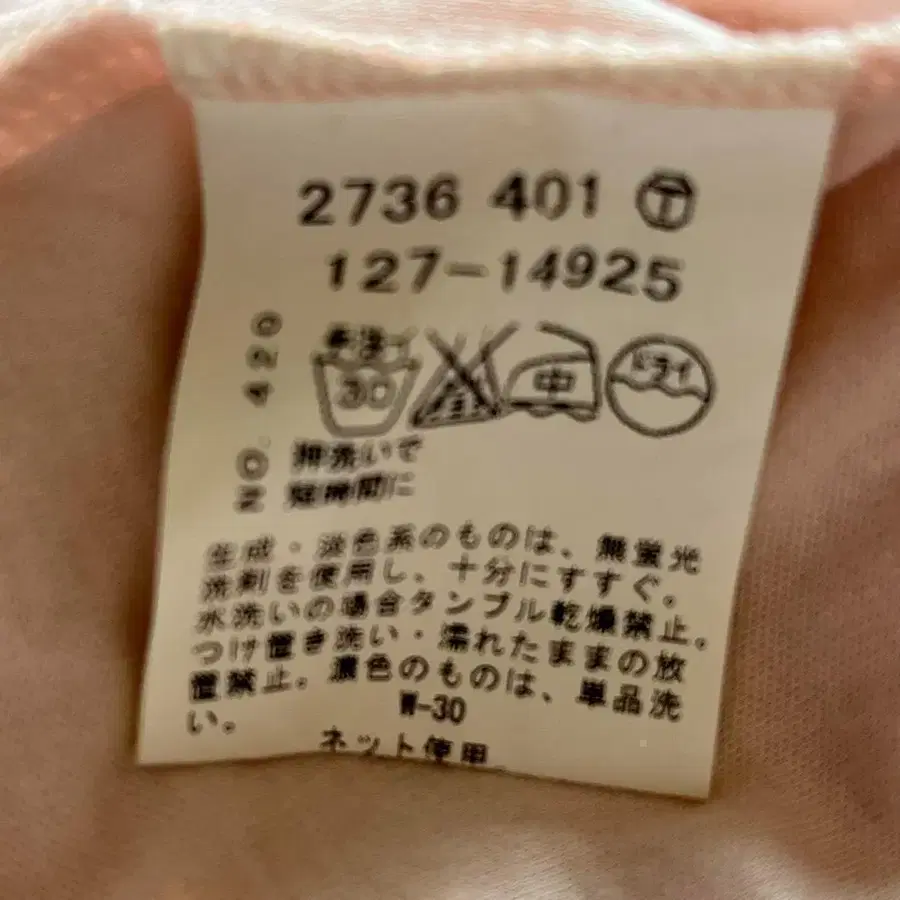 2736 401 Ⓣ
127-14925
NO. 420
手洗イ
30
中
ドライ
押洗いで
短時間に
生成・淡色系のものは、無蛍光
洗剤を使用し、十分にすすぐ。
水洗いの場合タンブル乾燥禁止。
つけ置き洗い・濡れたままの放
置禁止。濃色のものは、単品洗
い。
W-30
ネット使用